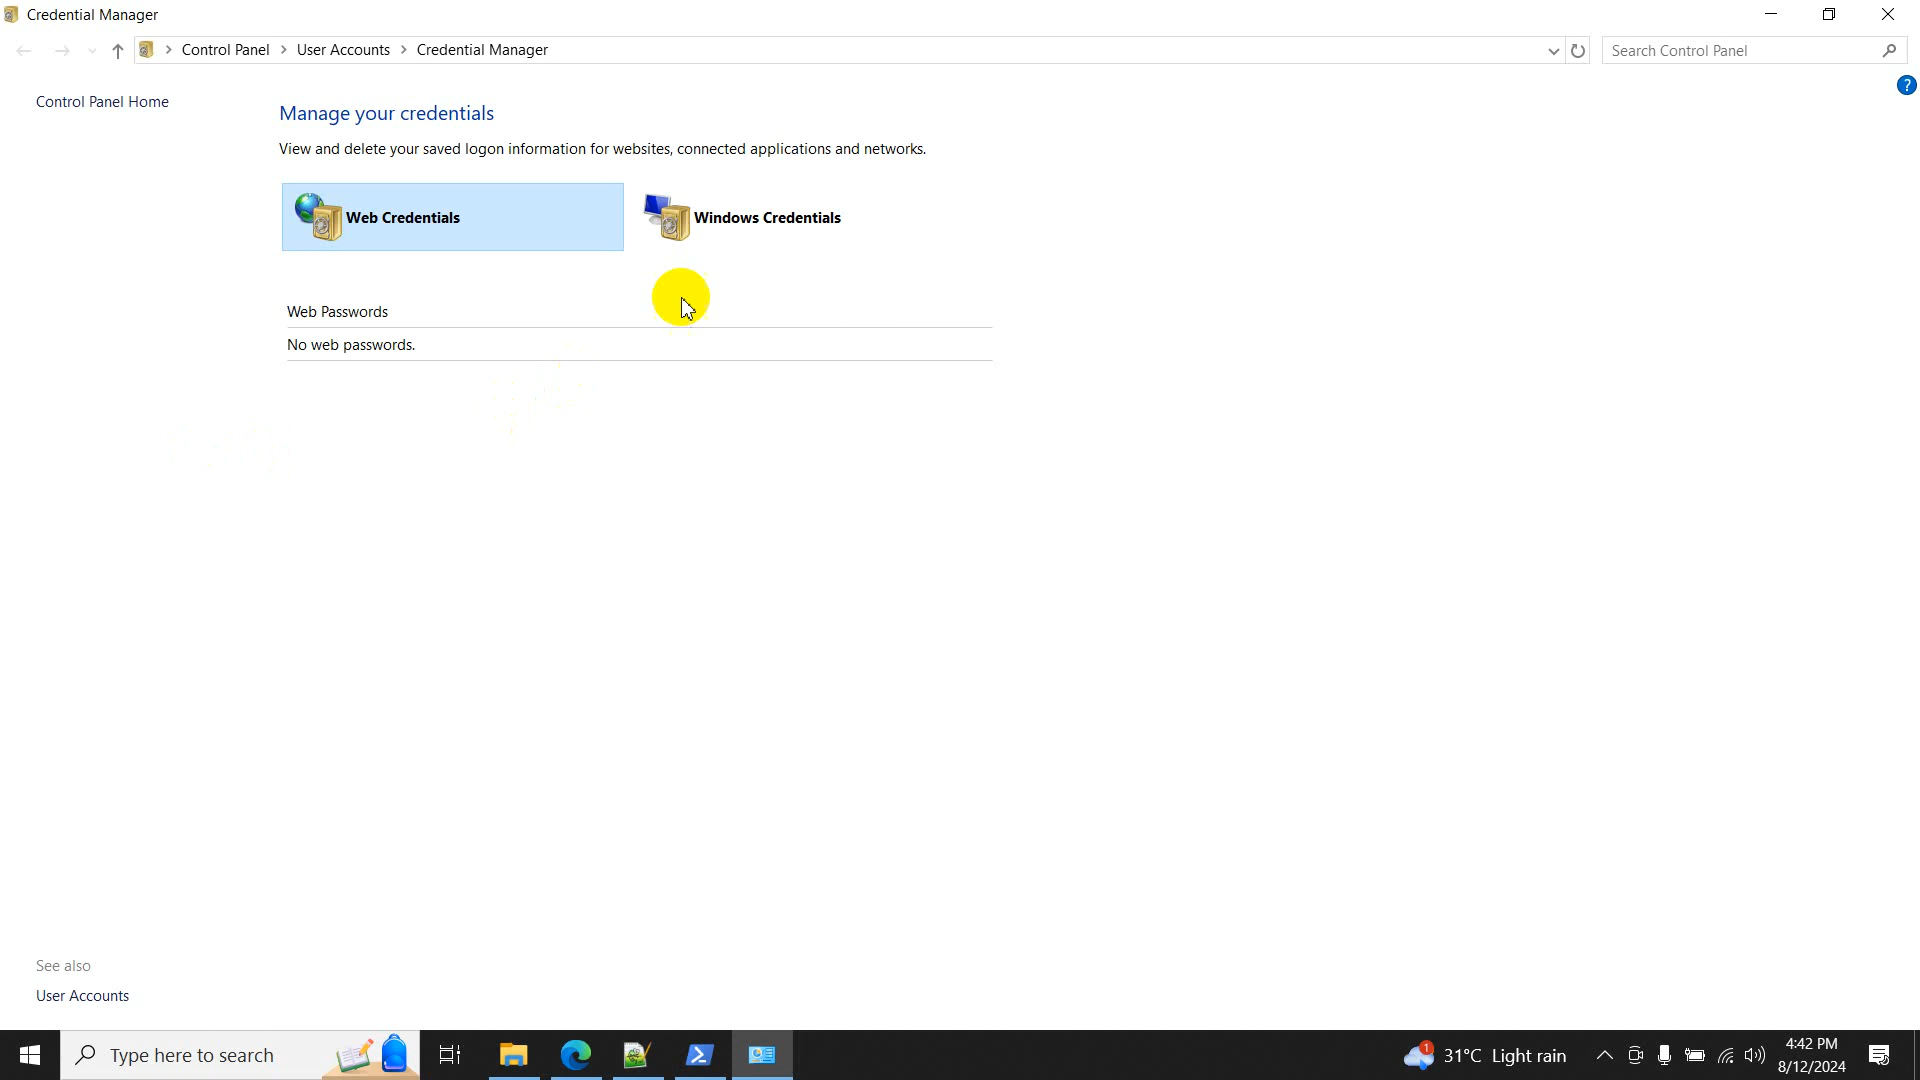 Credential Manager
Control Panel > User Accounts > Credential Manager
Search Control Panel
?
Control Panel Home
Manage your credentials
View and delete your saved logon information for websites, connected applications and networks.
Web Credentials
Windows Credentials
Web Passwords
No web passwords.
See also
User Accounts
Type here to search
1
31°C Light rain
4:42 PM
8/12/2024